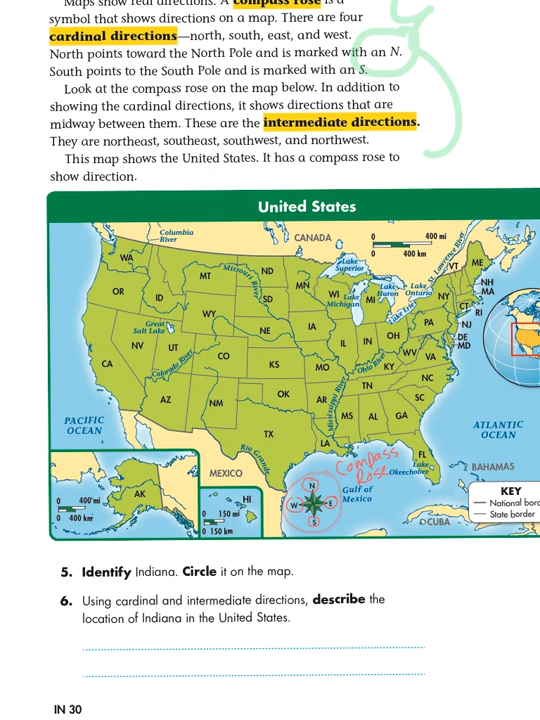 Maps show real directions. A compass rose is a
symbol that shows directions on a map. There are four
cardinal directions—north, south, east, and west.
North points toward the North Pole and is marked with an N.
South points to the South Pole and is marked with an S.
Look at the compass rose on the map below. In addition to
showing the cardinal directions, it shows directions that are
midway between them. These are the intermediate directions.
They are northeast, southeast, southwest, and northwest.
This map shows the United States. It has a compass rose to
show direction.
United States
Columbia
River
CANADA
0 400 mi
0 400 km
St. Lawrence River
WA
MT
Missouri River
ND
MN
Lake
Superior
VT
ME
OR
ID
SD
WI
Lake
Michigan
MI
Lake
Huron
Lake
Ontario
Lake Erie
NY
NH
MA
CT
RI
WY
Great
Salt Lake
NE
IA
IL
IN
OH
PA
NJ
DE
MD
NV
UT
CO
KS
MO
Ohio River
KY
WV
VA
CA
Colorado River
AZ
NM
OK
AR
Mississippi River
TN
NC
SC
MS
AL
GA
TX
LA
PACIFIC
OCEAN
ATLANTIC
OCEAN
Rio Grande
MEXICO
Compass
Rose
FL
Lake
Okeechobee
BAHAMAS
N
W
E
S
Gulf of
Mexico
CUBA
AK
0 400 mi
0 400 km
HI
0 150 mi
0 150 km
KEY
National bord
State border
5. Identify Indiana. Circle it on the map.
6. Using cardinal and intermediate directions, describe the
location of Indiana in the United States.
IN 30